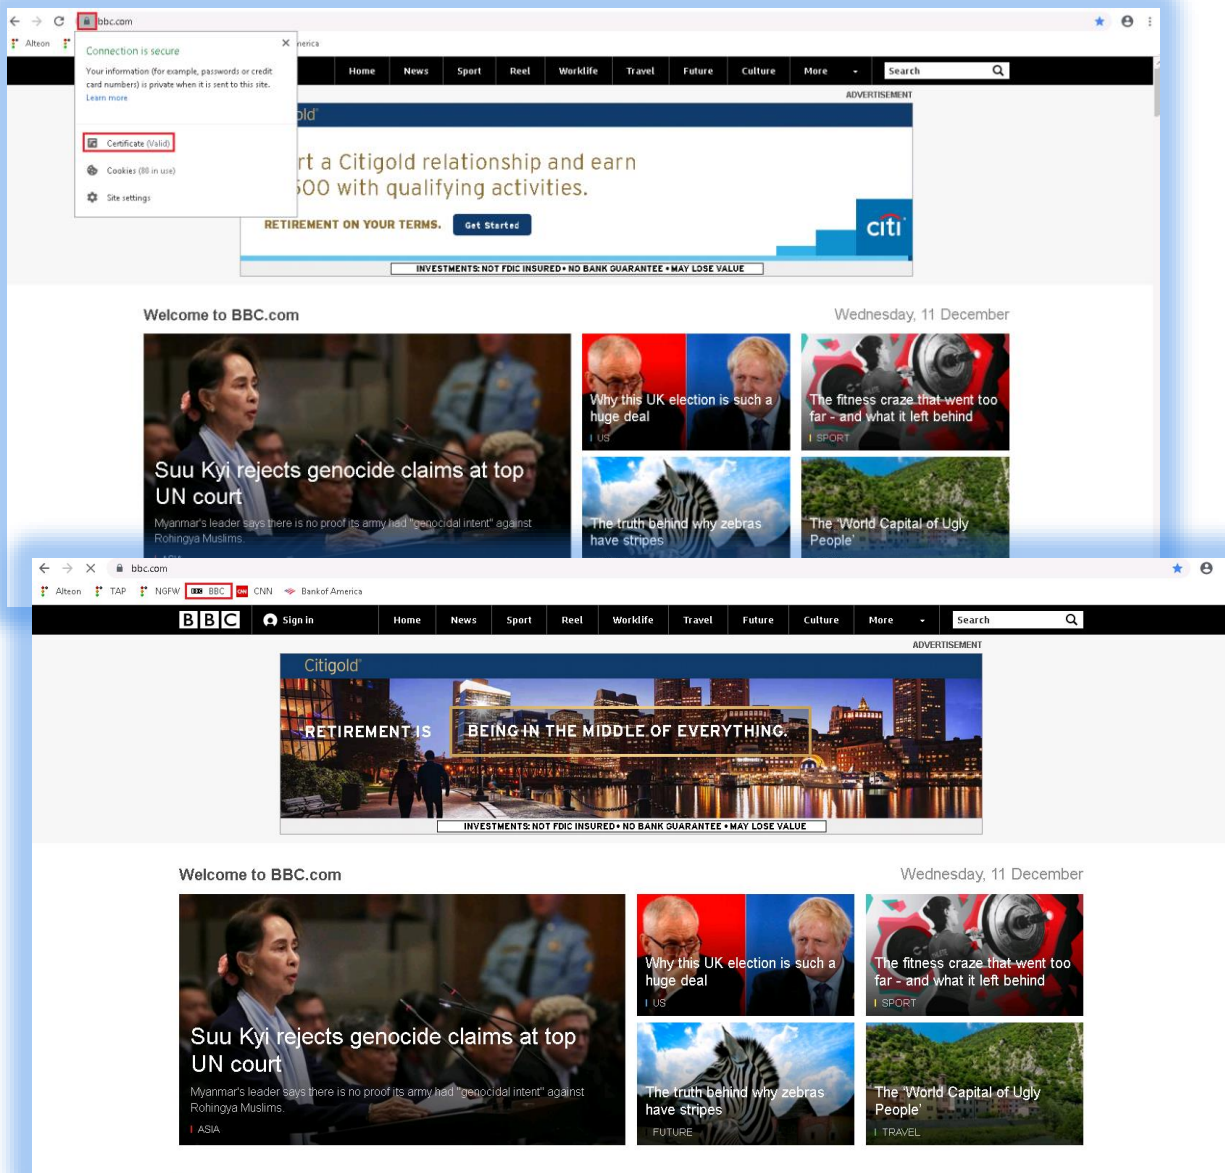 bbc.com
Alteon
merica
Connection is secure
Your information (for example, passwords or credit
card numbers) is private when it is sent to this site.
Learn more
Certificate (Valid)
Cookies (80 in use)
Site settings
Home News Sport Reel Worklife Travel Future Culture More Search
ADVERTISEMENT
old
rt a Citigold relationship and earn
500 with qualifying activities.
RETIREMENT ON YOUR TERMS. Get Started
citi
INVESTMENTS: NOT FDIC INSURED • NO BANK GUARANTEE • MAY LOSE VALUE
Welcome to BBC.com
Wednesday, 11 December
Suu Kyi rejects genocide claims at top
UN court
Myanmar's leader says there is no proof its army had "genocidal intent" against
Rohingya Muslims.
ASIA
Why this UK election is such a
huge deal
US
The fitness craze that went too
far - and what it left behind
SPORT
The truth behind why zebras
have stripes
The 'World Capital of Ugly
People'
bbc.com
Alteon TAP NGFW BBC BBC CNN CNN Bank of America
BBC Sign in Home News Sport Reel Worklife Travel Future Culture More Search
ADVERTISEMENT
Citigold
RETIREMENT IS BEING IN THE MIDDLE OF EVERYTHING.
INVESTMENTS: NOT FDIC INSURED • NO BANK GUARANTEE • MAY LOSE VALUE
Welcome to BBC.com
Wednesday, 11 December
Suu Kyi rejects genocide claims at top
UN court
Myanmar's leader says there is no proof its army had "genocidal intent" against
Rohingya Muslims.
ASIA
Why this UK election is such a
huge deal
US
The fitness craze that went too
far - and what it left behind
SPORT
The truth behind why zebras
have stripes
FUTURE
The 'World Capital of Ugly
People'
TRAVEL